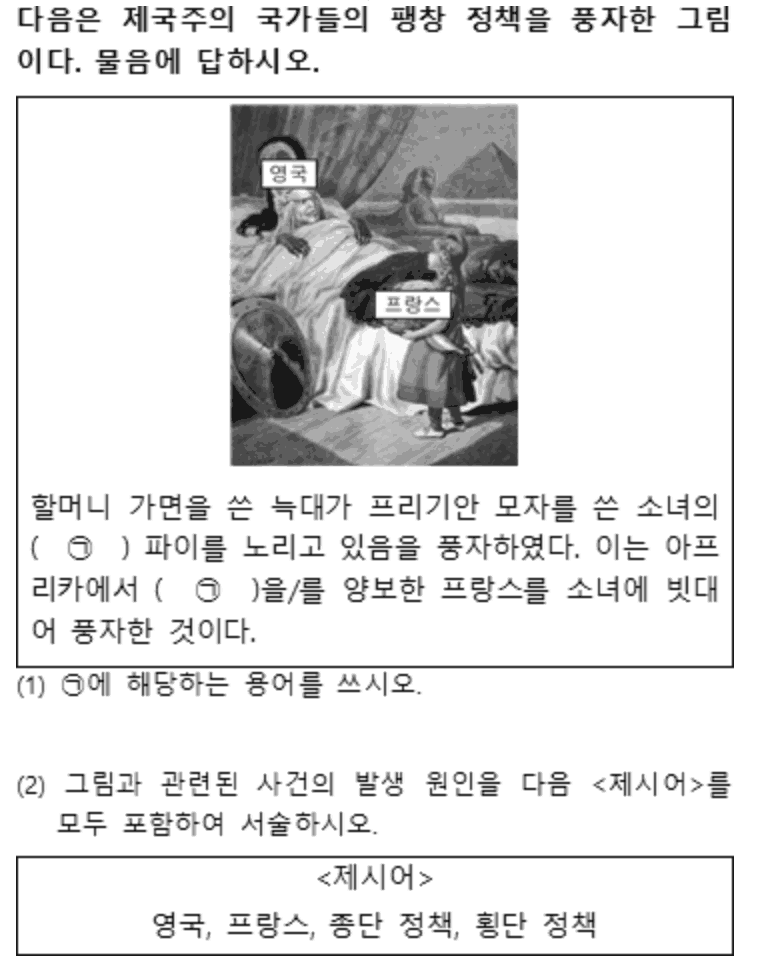 다음은 제국주의 국가들의 팽창 정책을 풍자한 그림
이다. 물음에 답하시오.
영국
프랑스
할머니 가면을 쓴 늑대가 프리기안 모자를 쓴 소녀의
( ㉠ ) 파이를 노리고 있음을 풍자하였다. 이는 아프
리카에서 ( ㉠ )을/를 양보한 프랑스를 소녀에 빗대
어 풍자한 것이다.
(1) ㉠에 해당하는 용어를 쓰시오.
(2) 그림과 관련된 사건의 발생 원인을 다음 <제시어>를
모두 포함하여 서술하시오.
<제시어>
영국, 프랑스, 종단 정책, 횡단 정책